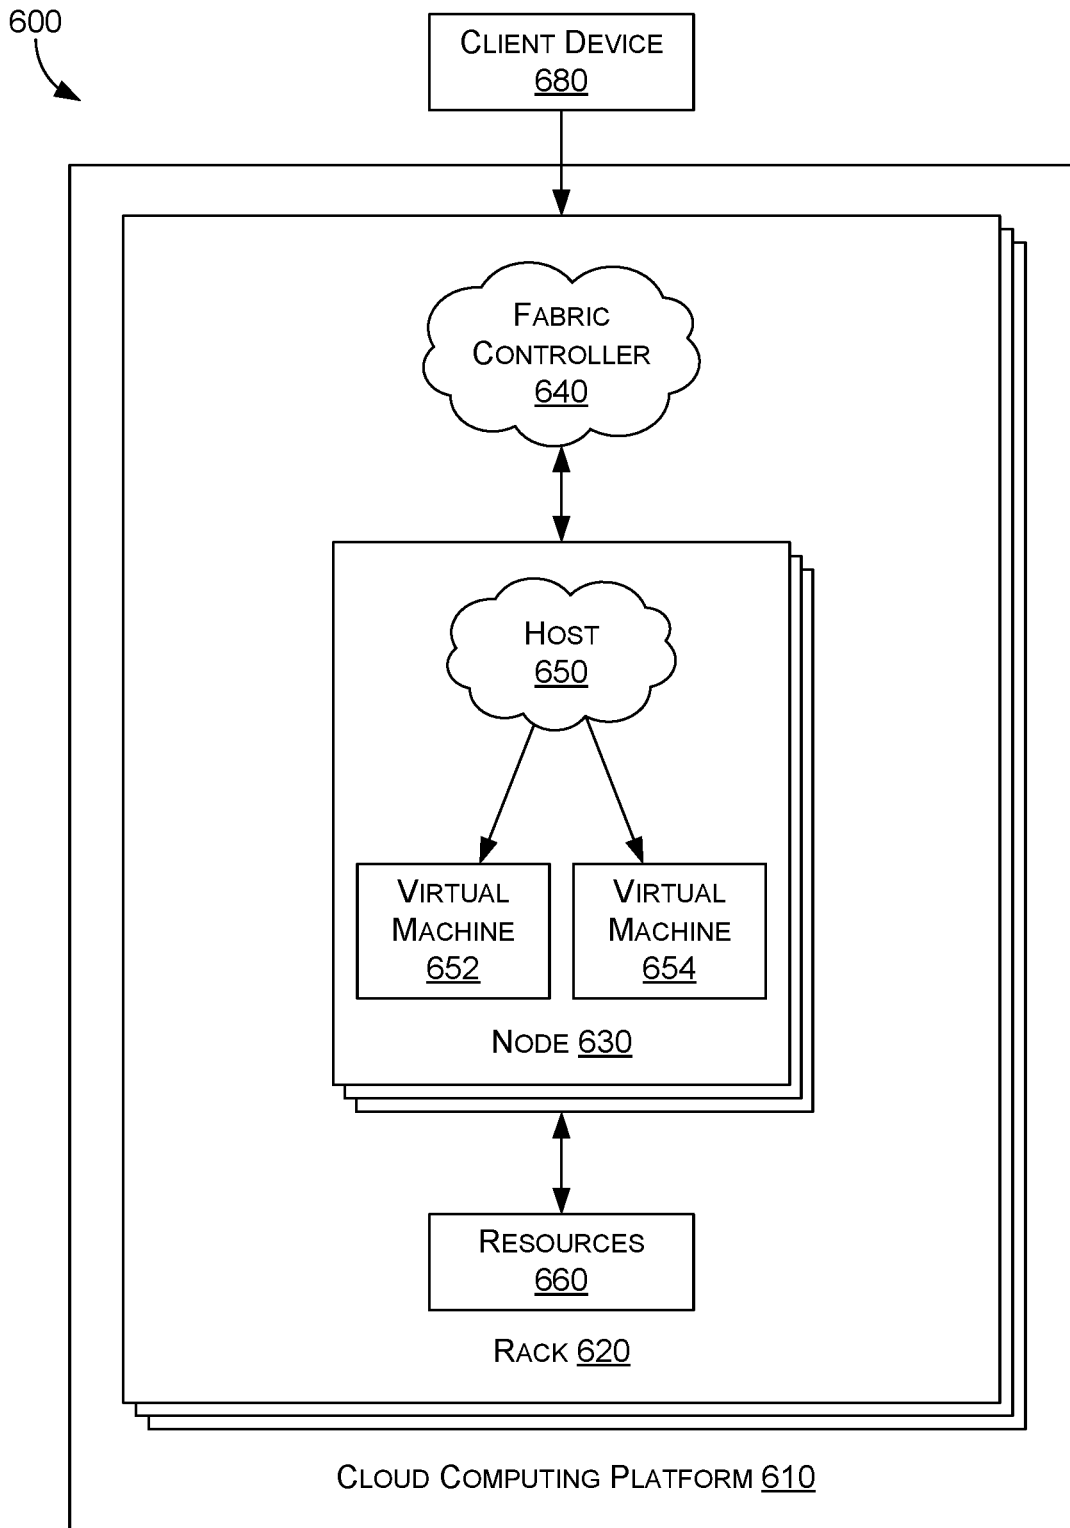 600
CLIENT DEVICE
680
FABRIC
CONTROLLER
640
HOST
650
VIRTUAL
MACHINE
652
VIRTUAL
MACHINE
654
NODE 630
RESOURCES
660
RACK 620
CLOUD COMPUTING PLATFORM 610